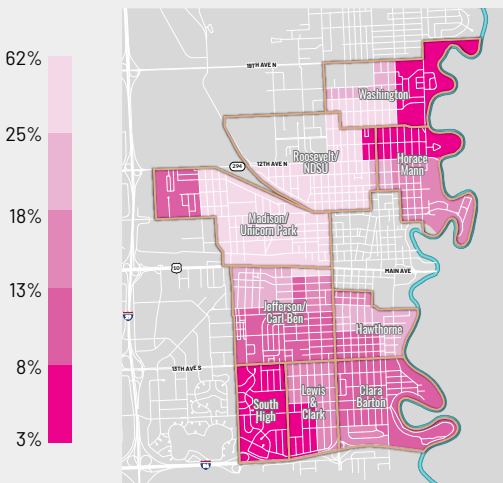 62%
25%
18%
13%
8%
3%
19TH AVE N
Washington
12TH AVE N
294
Roosevelt/
NDSU
Horace
Mann
Madison/
Unicorn Park
10
MAIN AVE
Jefferson/
Carl Ben
Hawthorne
13TH AVE S
South
High
Lewis
&
Clark
Clara
Barton